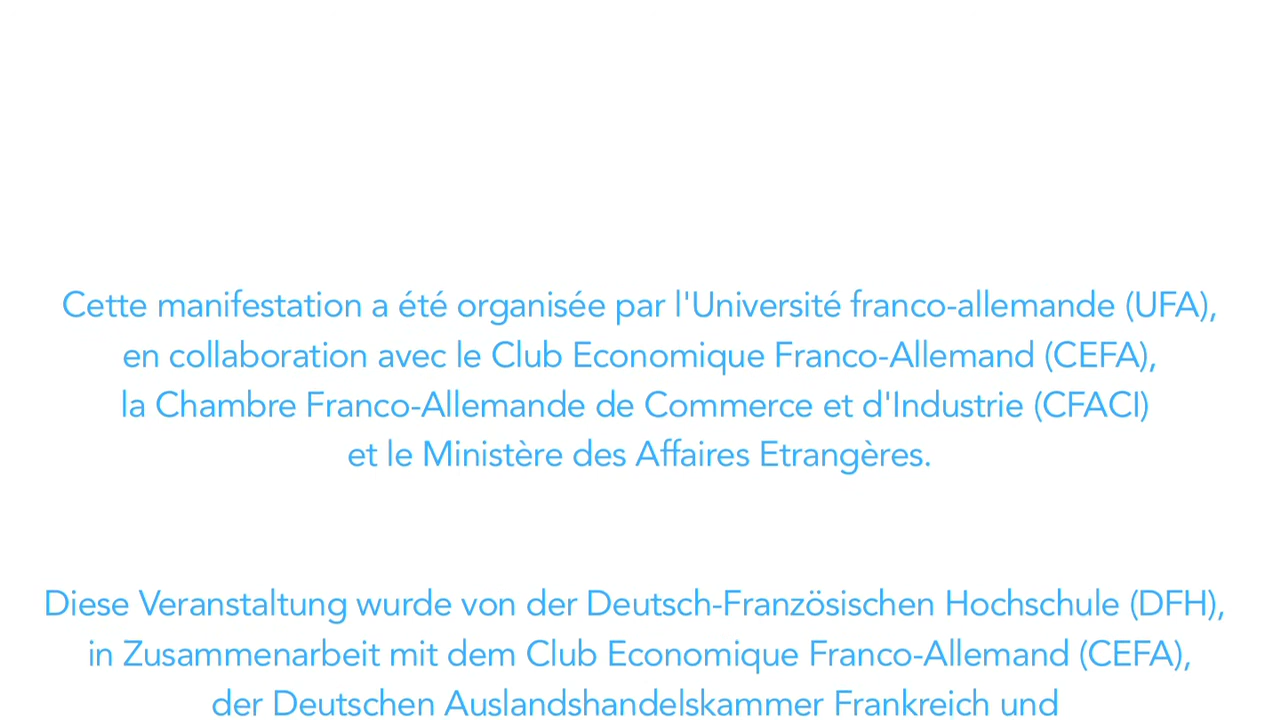 Cette manifestation a été organisée par l'Université franco-allemande (UFA),
en collaboration avec le Club Economique Franco-Allemand (CEFA),
la Chambre Franco-Allemande de Commerce et d'Industrie (CFACI)
et le Ministère des Affaires Etrangères.
Diese Veranstaltung wurde von der Deutsch-Französischen Hochschule (DFH),
in Zusammenarbeit mit dem Club Economique Franco-Allemand (CEFA),
der Deutschen Auslandshandelskammer Frankreich und